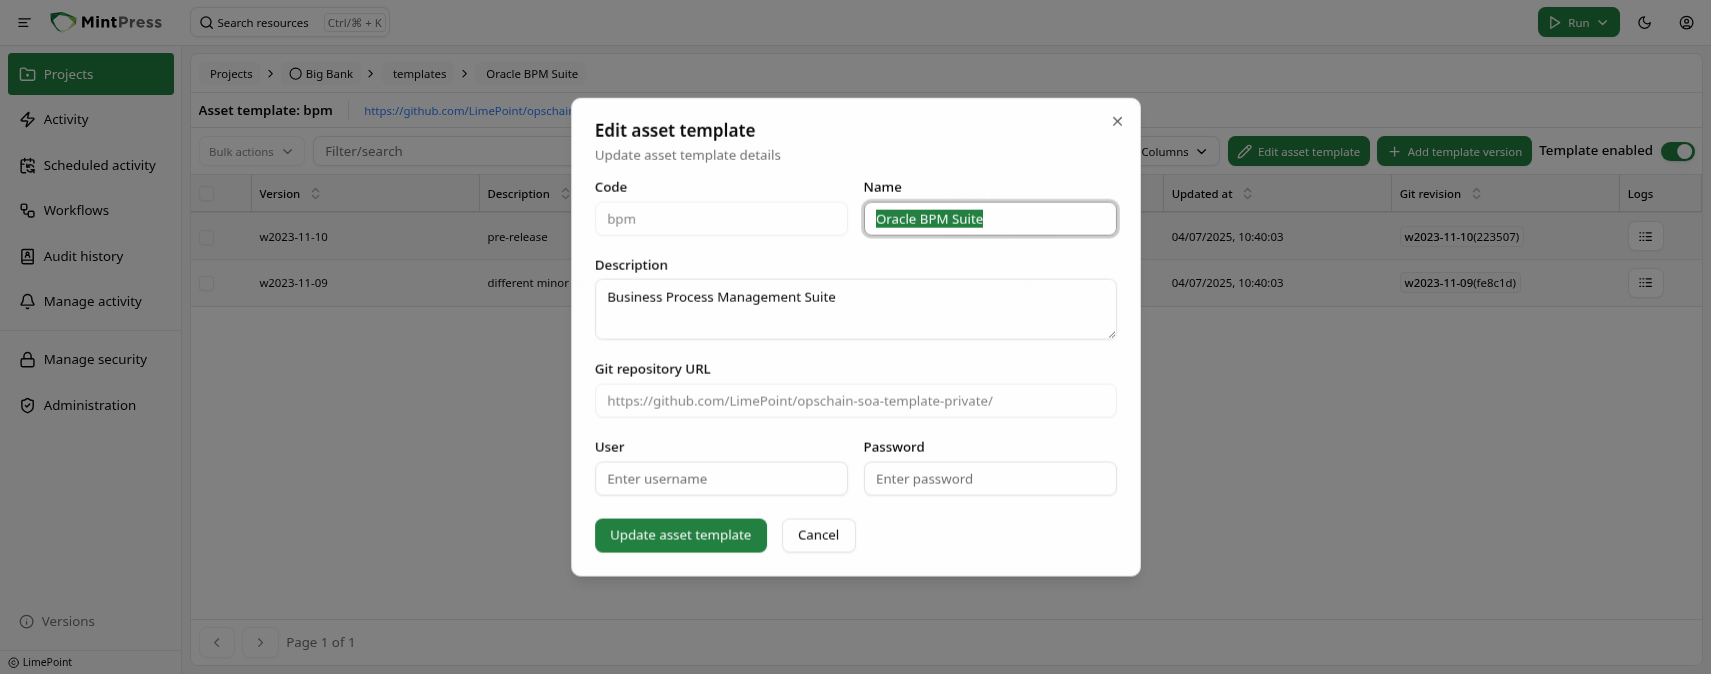 MintPress
Search resources
Ctrl/⌘ + K
Run
Projects
Activity
Scheduled activity
Workflows
Audit history
Manage activity
Manage security
Administration
Versions
© LimePoint
Projects > Big Bank > templates > Oracle BPM Suite
Asset template: bpm
https://github.com/LimePoint/opschain
Bulk actions
Filter/search
Columns
Edit asset template
+ Add template version
Template enabled
Version Description Updated at Git revision Logs
w2023-11-10 pre-release 04/07/2025, 10:40:03 w2023-11-10(223507)
w2023-11-09 different minor 04/07/2025, 10:40:03 w2023-11-09(fe8c1d)
Page 1 of 1
Edit asset template
Update asset template details
Code
bpm
Name
Oracle BPM Suite
Description
Business Process Management Suite
Git repository URL
https://github.com/LimePoint/opschain-soa-template-private/
User
Enter username
Password
Enter password
Update asset template
Cancel